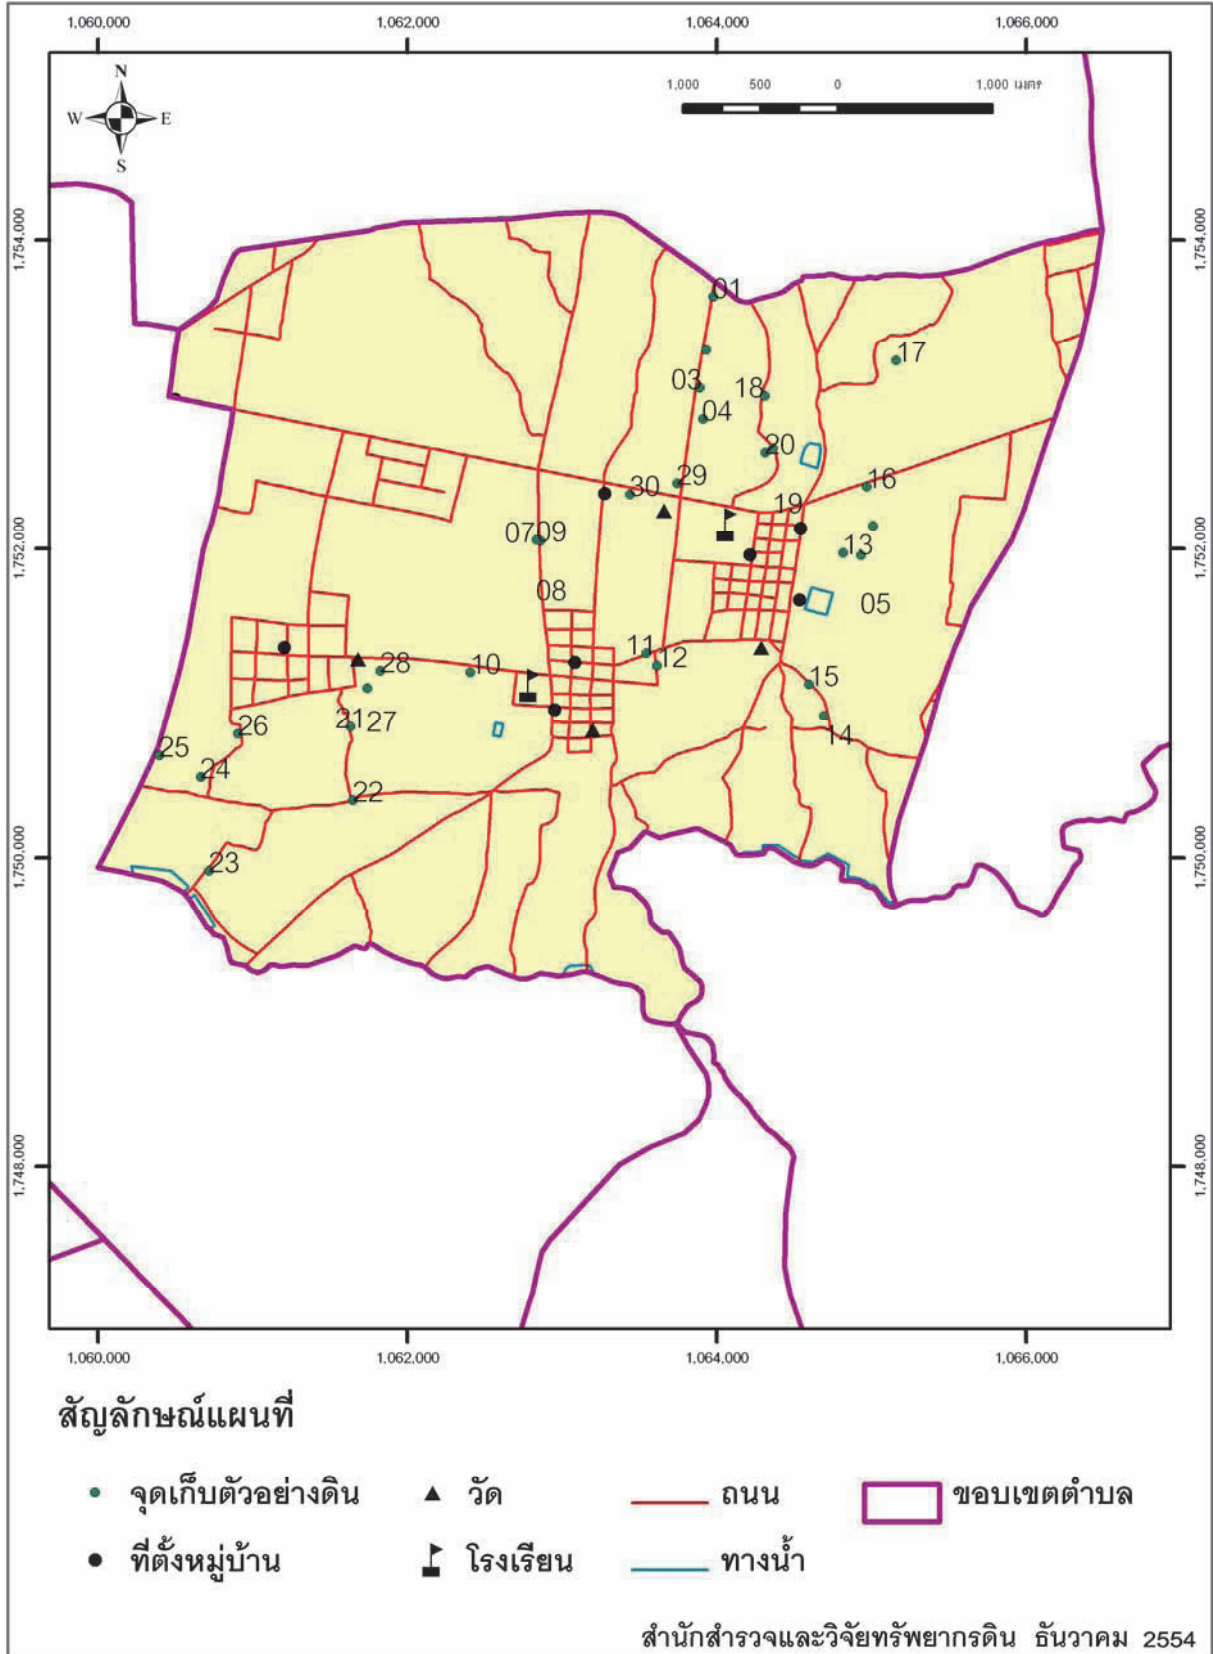 1,060,000 1,062,000 1,064,000 1,066,000
N
W E
S
1,000 500 0 1,000 เมตร
1,754,000 1,754,000
01
17
03 18
04
20
29 16
30 19
07 09 13
08 05
11 12
28 10 15
21 27 14
26
25
24
22
23
1,752,000 1,752,000
1,750,000 1,750,000
1,748,000 1,748,000
1,060,000 1,062,000 1,064,000 1,066,000
สัญลักษณ์แผนที่
จุดเก็บตัวอย่างดิน วัด ถนน ขอบเขตตำบล
ที่ตั้งหมู่บ้าน โรงเรียน ทางน้ำ
สำนักสำรวจและวิจัยทรัพยากรดิน ธันวาคม 2554